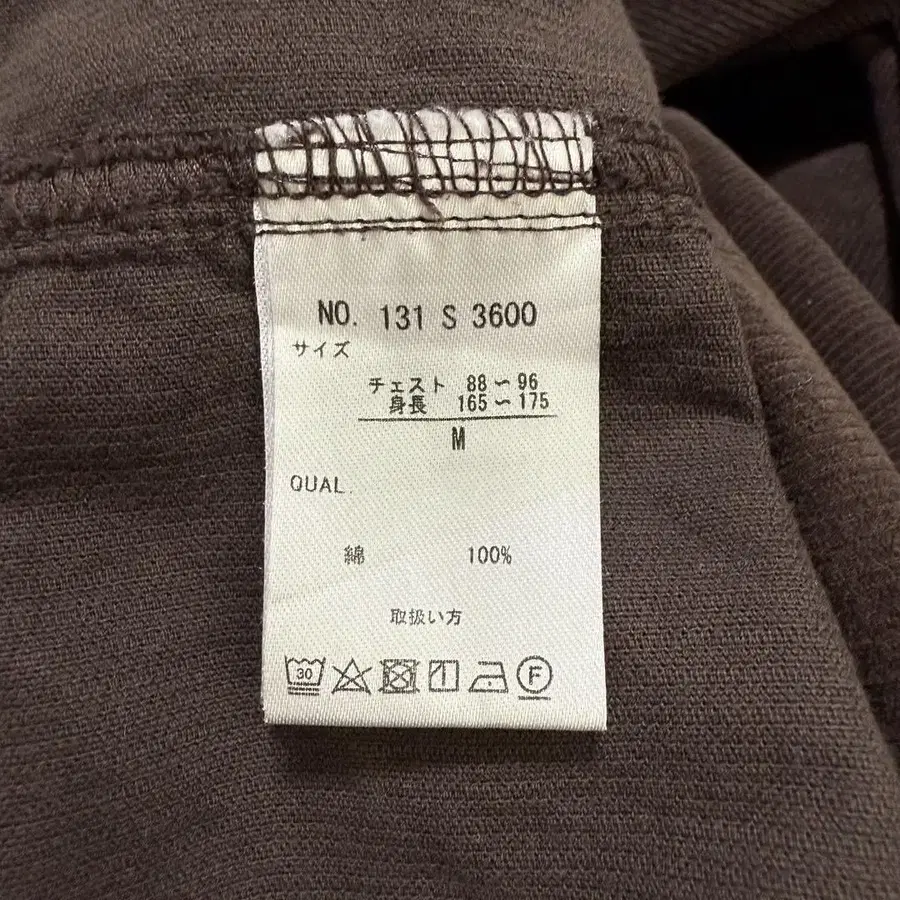 NO. 131 S 3600
サイズ
チェスト 88～96
身長 165～175
M
QUAL.
綿 100%
取扱い方
30 F